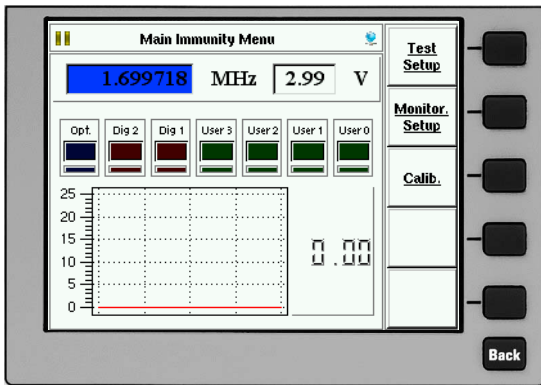 Main Immunity Menu
1.699718 MHz 2.99 V
Opt. Dig 2 Dig 1 User 3 User 2 User 1 User 0
25
20
15
10
5
0
0.00
Test
Setup
Monitor.
Setup
Calib.
Back